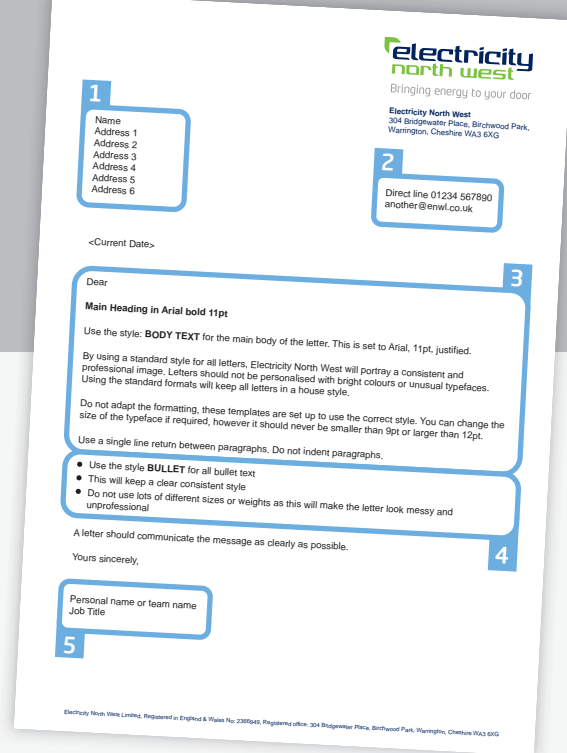 electricity
north west
Bringing energy to your door
Electricity North West
304 Bridgewater Place, Birchwood Park,
Warrington, Cheshire WA3 6XG
1
Name
Address 1
Address 2
Address 3
Address 4
Address 5
Address 6
2
Direct line 01234 567890
another@enwl.co.uk
<Current Date>
3
Dear
Main Heading in Arial bold 11pt
Use the style: BODY TEXT for the main body of the letter. This is set to Arial, 11pt, justified.
By using a standard style for all letters, Electricity North West will portray a consistent and
professional image. Letters should not be personalised with bright colours or unusual typefaces.
Using the standard formats will keep all letters in a house style.
Do not adapt the formatting, these templates are set up to use the correct style. You can change the
size of the typeface if required, however it should never be smaller than 9pt or larger than 12pt.
Use a single line return between paragraphs. Do not indent paragraphs.
• Use the style BULLET for all bullet text
• This will keep a clear consistent style
• Do not use lots of different sizes or weights as this will make the letter look messy and
unprofessional
4
A letter should communicate the message as clearly as possible.
Yours sincerely,
Personal name or team name
Job Title
5
Electricity North West Limited, Registered in England & Wales No: 2366949, Registered office: 304 Bridgewater Place, Birchwood Park, Warrington, Cheshire WA3 6XG